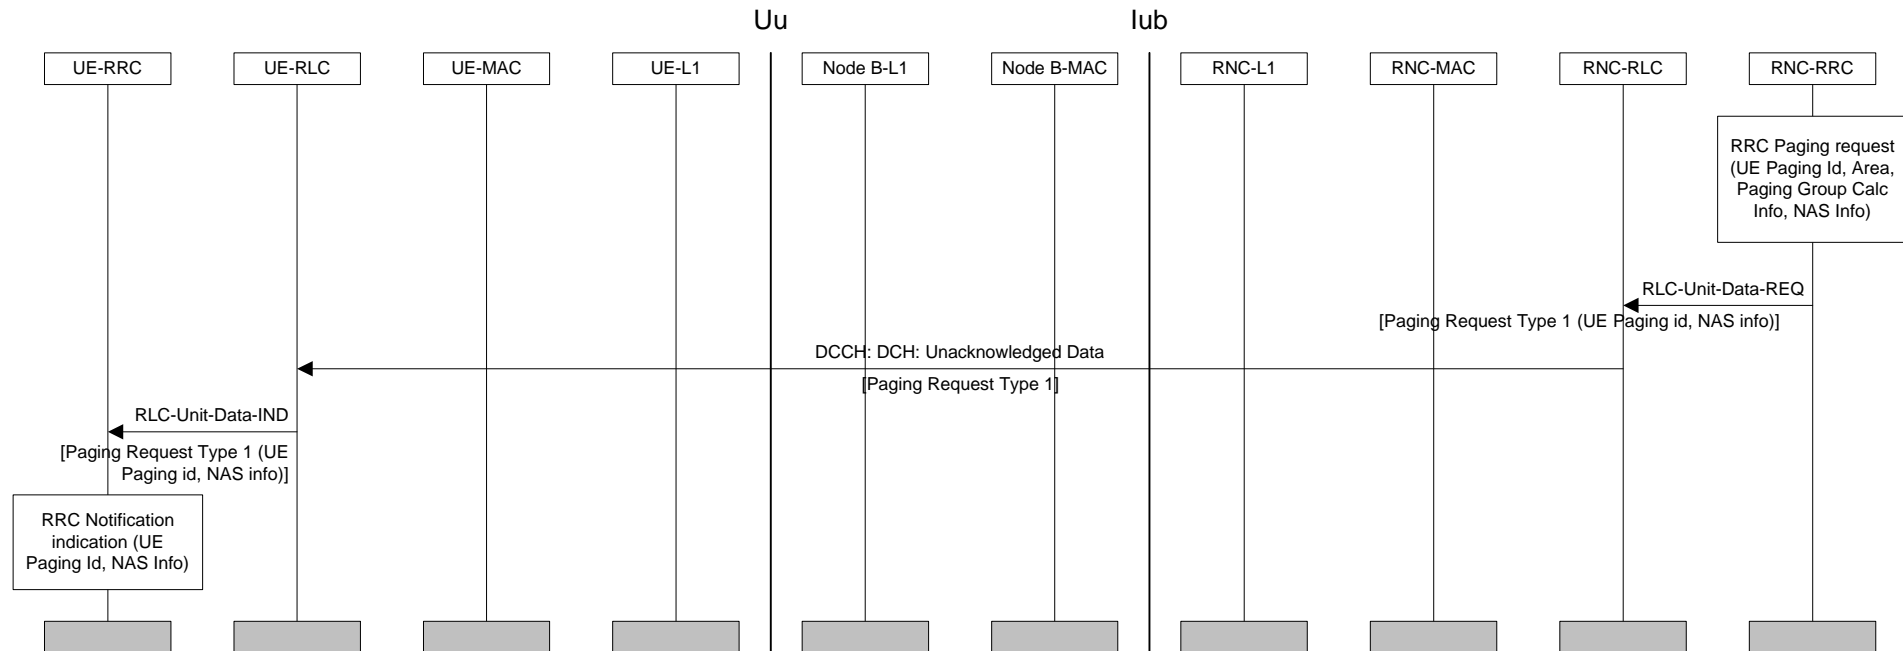 Uu
Iub
UE-RRC
UE-RLC
UE-MAC
UE-L1
Node B-L1
Node B-MAC
RNC-L1
RNC-MAC
RNC-RLC
RNC-RRC
RRC Paging request
(UE Paging Id, Area,
Paging Group Calc
Info, NAS Info)
RLC-Unit-Data-REQ
[Paging Request Type 1 (UE Paging id, NAS info)]
DCCH: DCH: Unacknowledged Data
[Paging Request Type 1]
RLC-Unit-Data-IND
[Paging Request Type 1 (UE
Paging id, NAS info)]
RRC Notification
indication (UE
Paging Id, NAS Info)